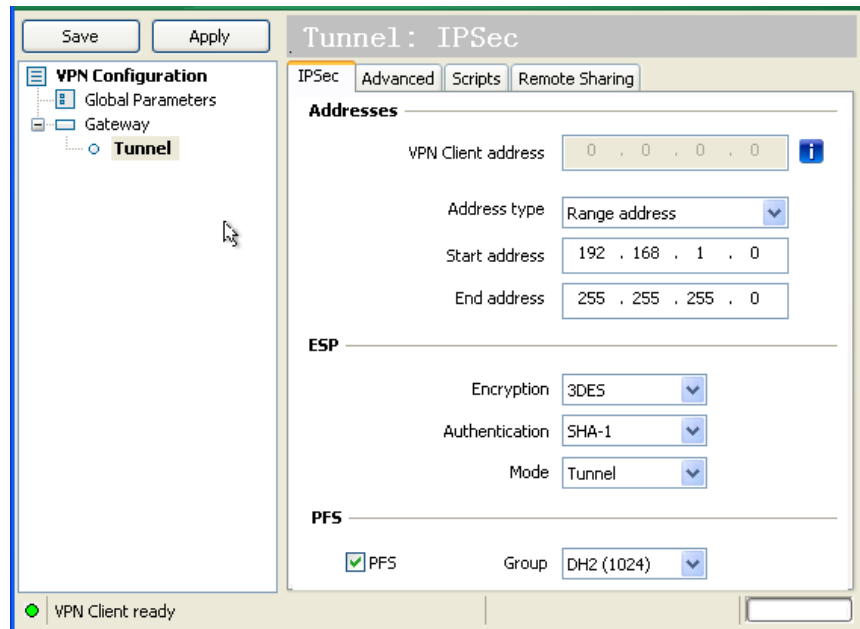 Save Apply
Tunnel: IPSec
VPN Configuration
Global Parameters
Gateway
Tunnel
IPSec Advanced Scripts Remote Sharing
Addresses
VPN Client address 0 . 0 . 0 . 0 i
Address type Range address
Start address 192 . 168 . 1 . 0
End address 255 . 255 . 255 . 0
ESP
Encryption 3DES
Authentication SHA-1
Mode Tunnel
PFS
PFS Group DH2 (1024)
VPN Client ready